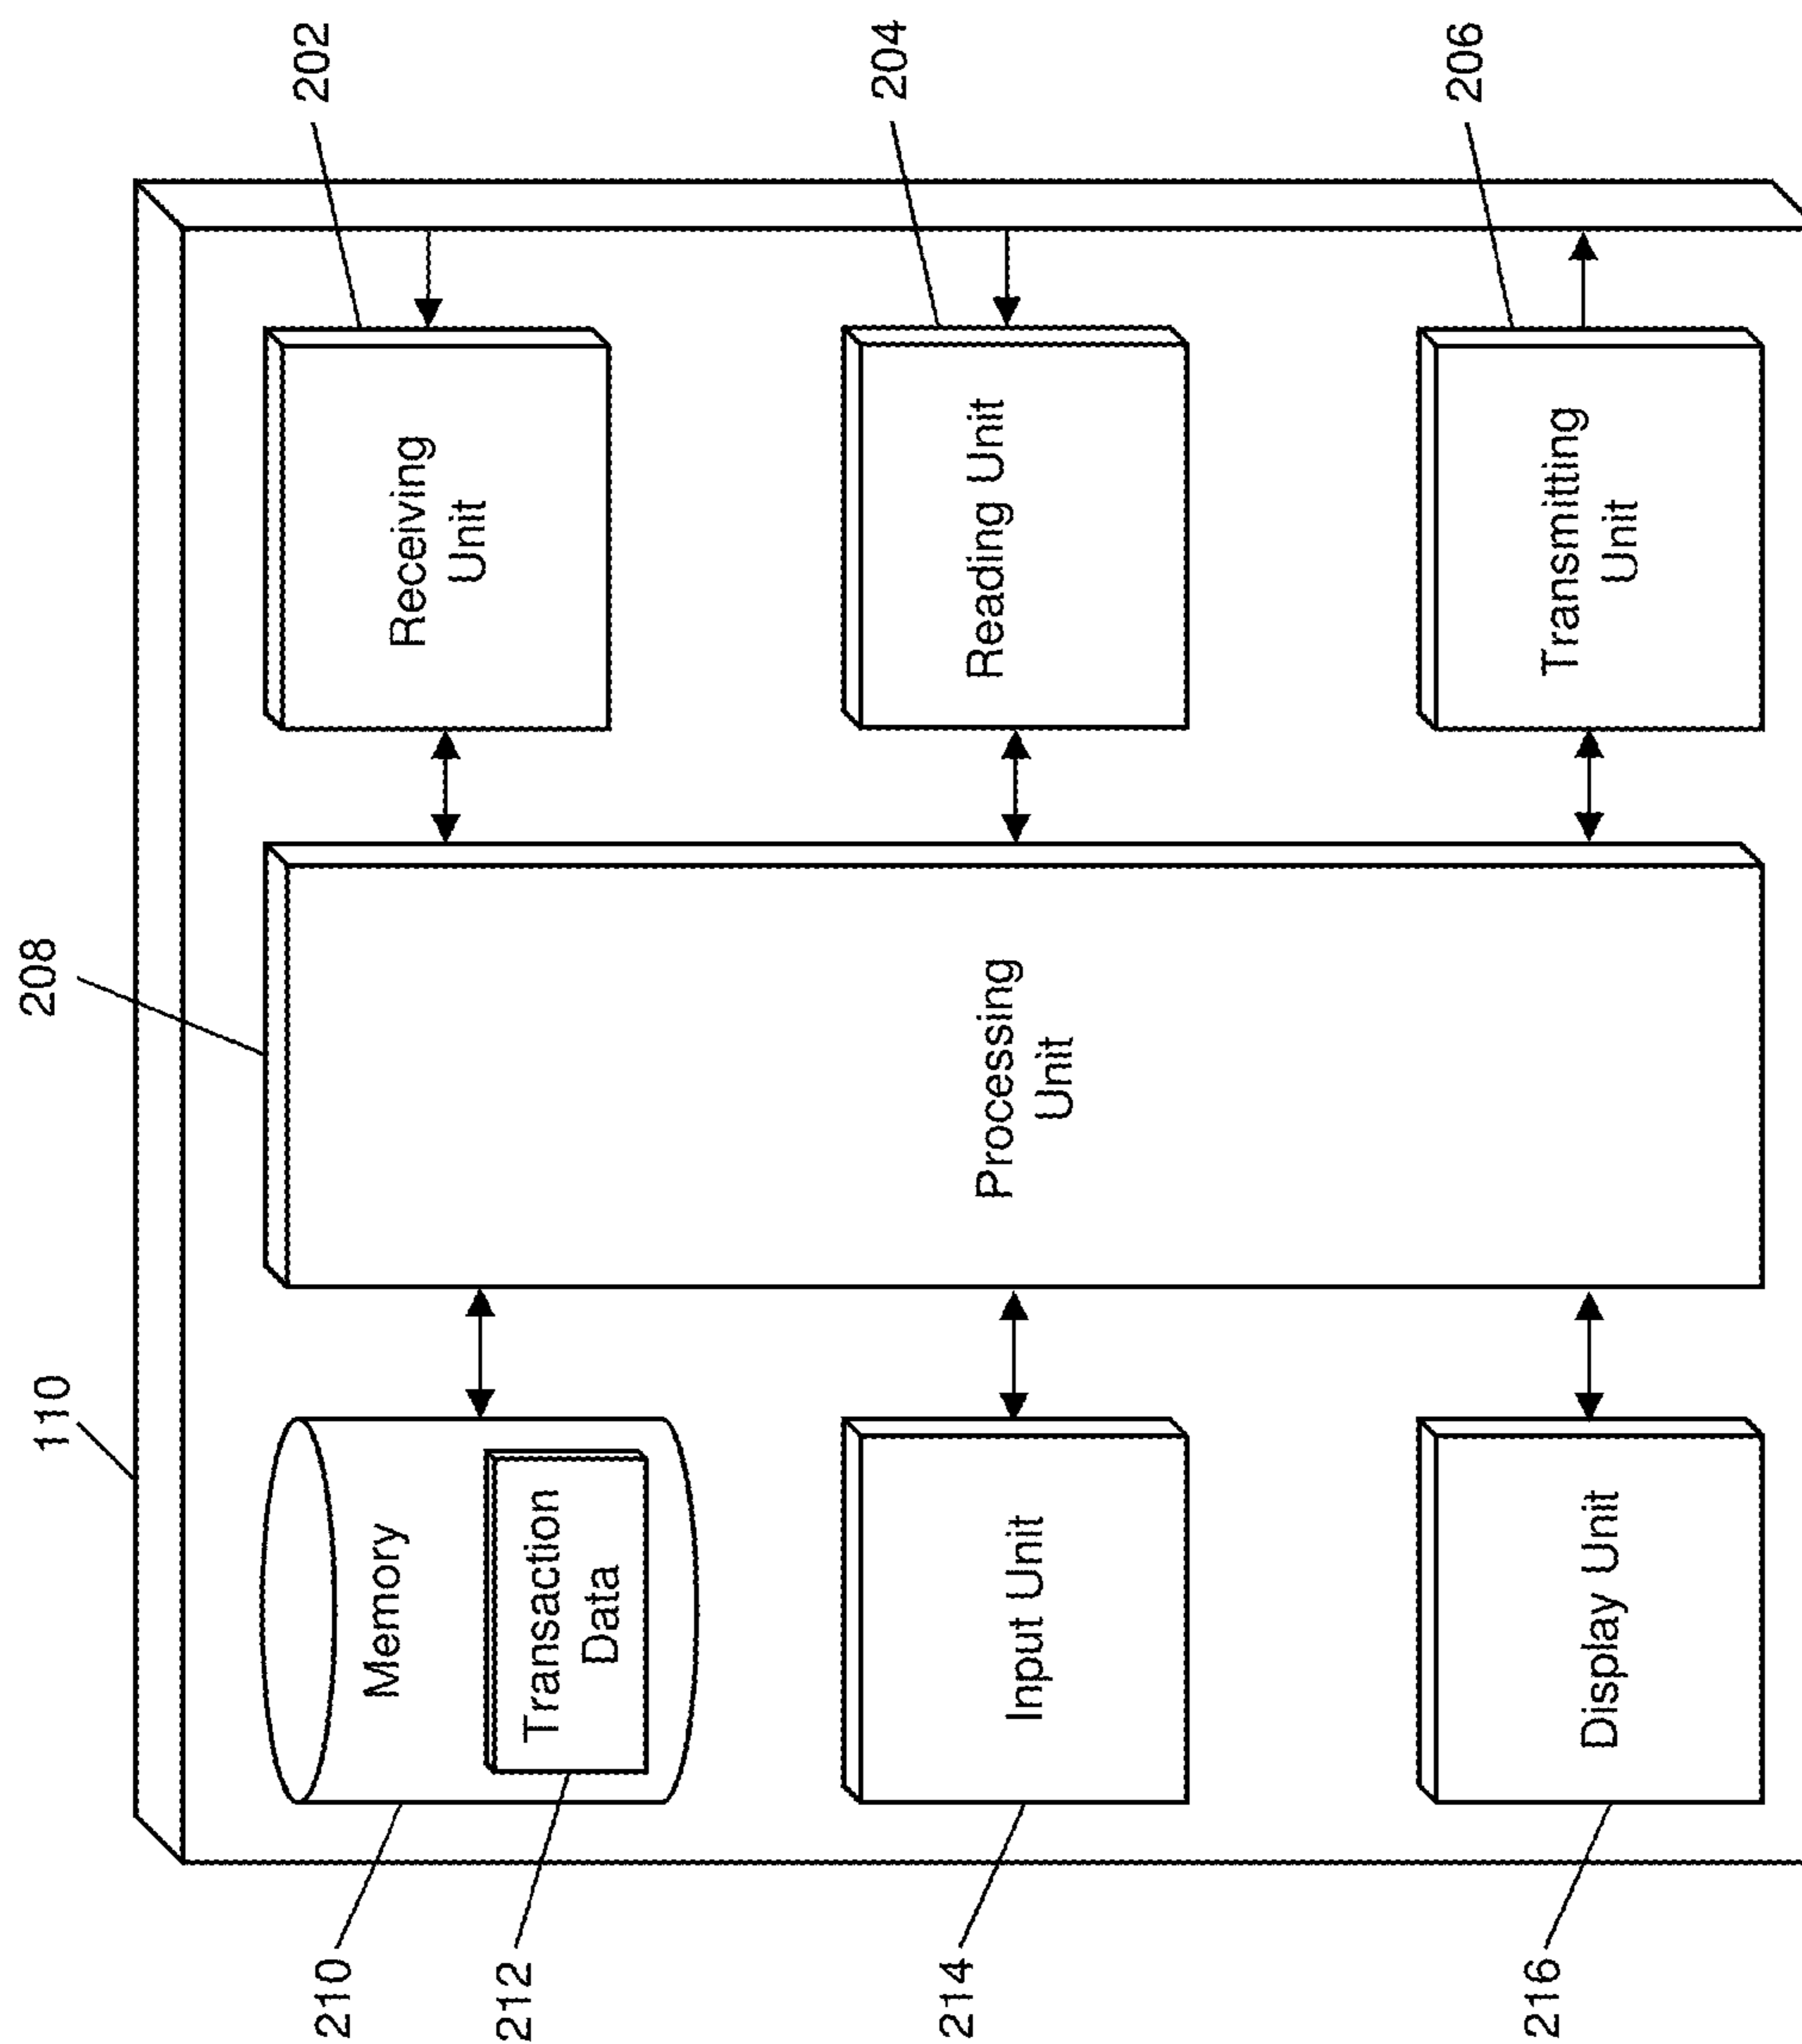 110
208
210
Memory
212
Transaction
Data
Receiving
Unit
202
214
Input Unit
Processing
Unit
Reading Unit
204
216
Display Unit
Transmitting
Unit
206